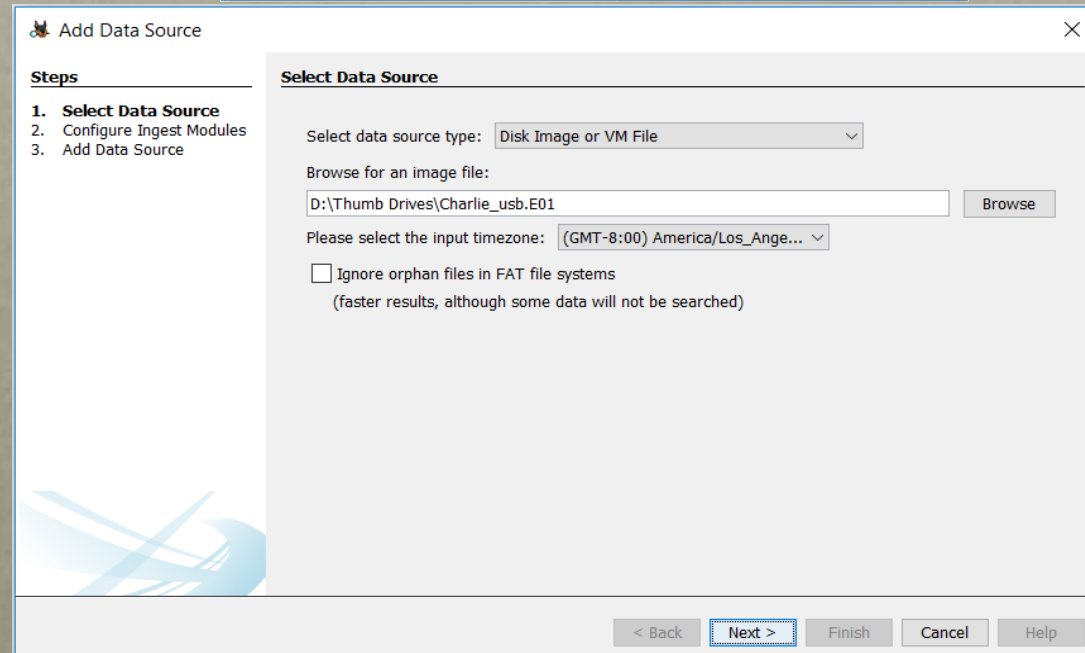 Add Data Source
Steps
1. Select Data Source
2. Configure Ingest Modules
3. Add Data Source
Select Data Source
Select data source type: Disk Image or VM File
Browse for an image file:
D:\Thumb Drives\Charlie_usb.E01 Browse
Please select the input timezone: (GMT-8:00) America/Los_Ange...
Ignore orphan files in FAT file systems
(faster results, although some data will not be searched)
< Back Next > Finish Cancel Help